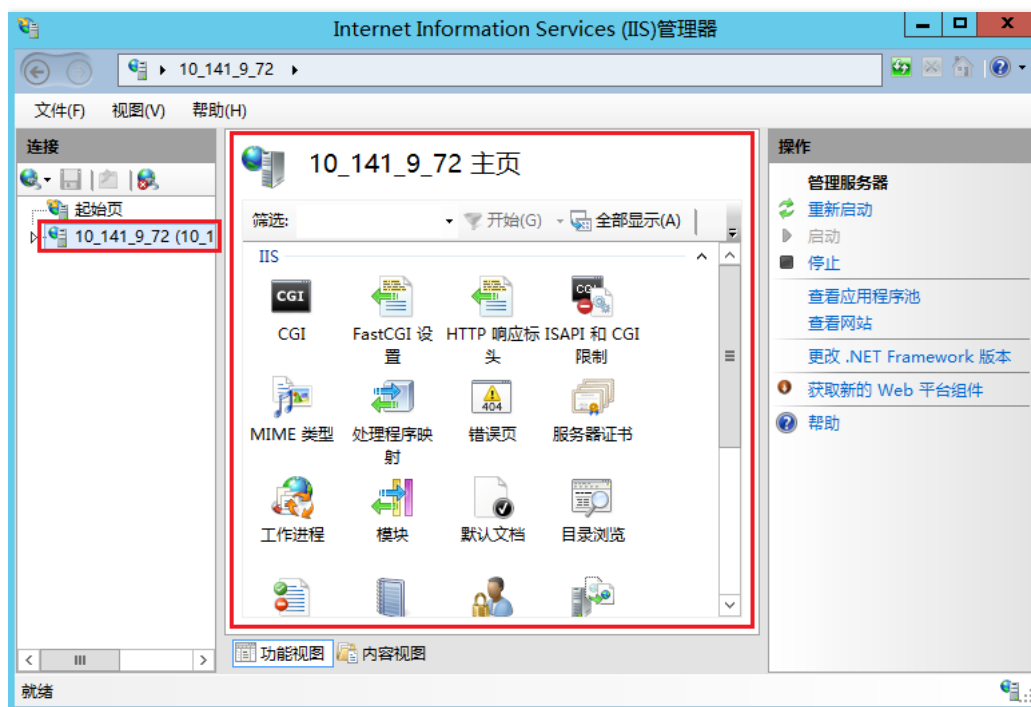 Internet Information Services (IIS)管理器
10_141_9_72
文件(F) 视图(V) 帮助(H)
连接
起始页
10_141_9_72 (10_1
10_141_9_72 主页
筛选: 开始(G) 全部显示(A)
IIS
CGI
CGI
FastCGI 设
置
HTTP 响应标
头
CGI
ISAPI 和 CGI
限制
MIME 类型
处理程序映
射
404
错误页
服务器证书
工作进程
模块
默认文档
目录浏览
功能视图 内容视图
操作
管理服务器
重新启动
启动
停止
查看应用程序池
查看网站
更改 .NET Framework 版本
获取新的 Web 平台组件
帮助
就绪